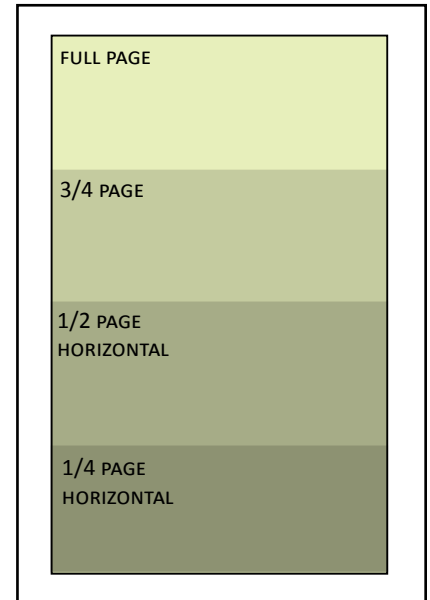 FULL PAGE
3/4 PAGE
1/2 PAGE
HORIZONTAL
1/4 PAGE
HORIZONTAL